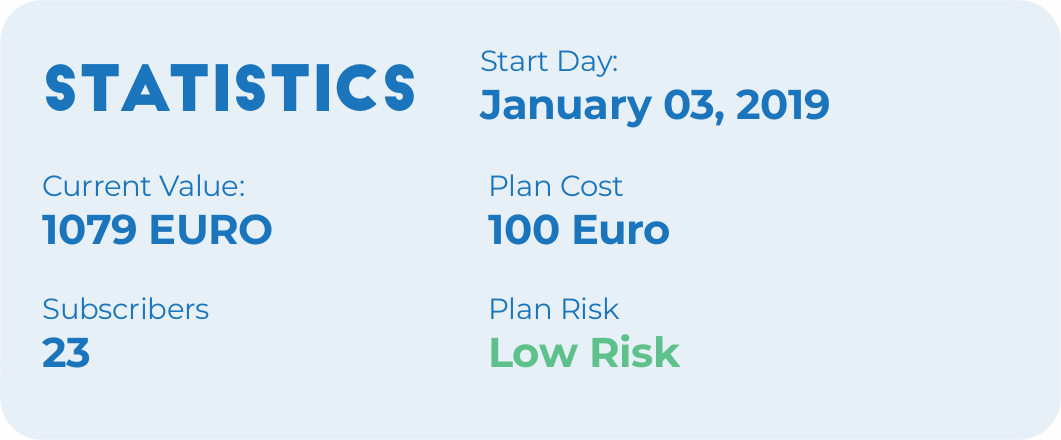 STATISTICS
Start Day:
January 03, 2019
Current Value:
1079 EURO
Plan Cost
100 Euro
Subscribers
23
Plan Risk
Low Risk